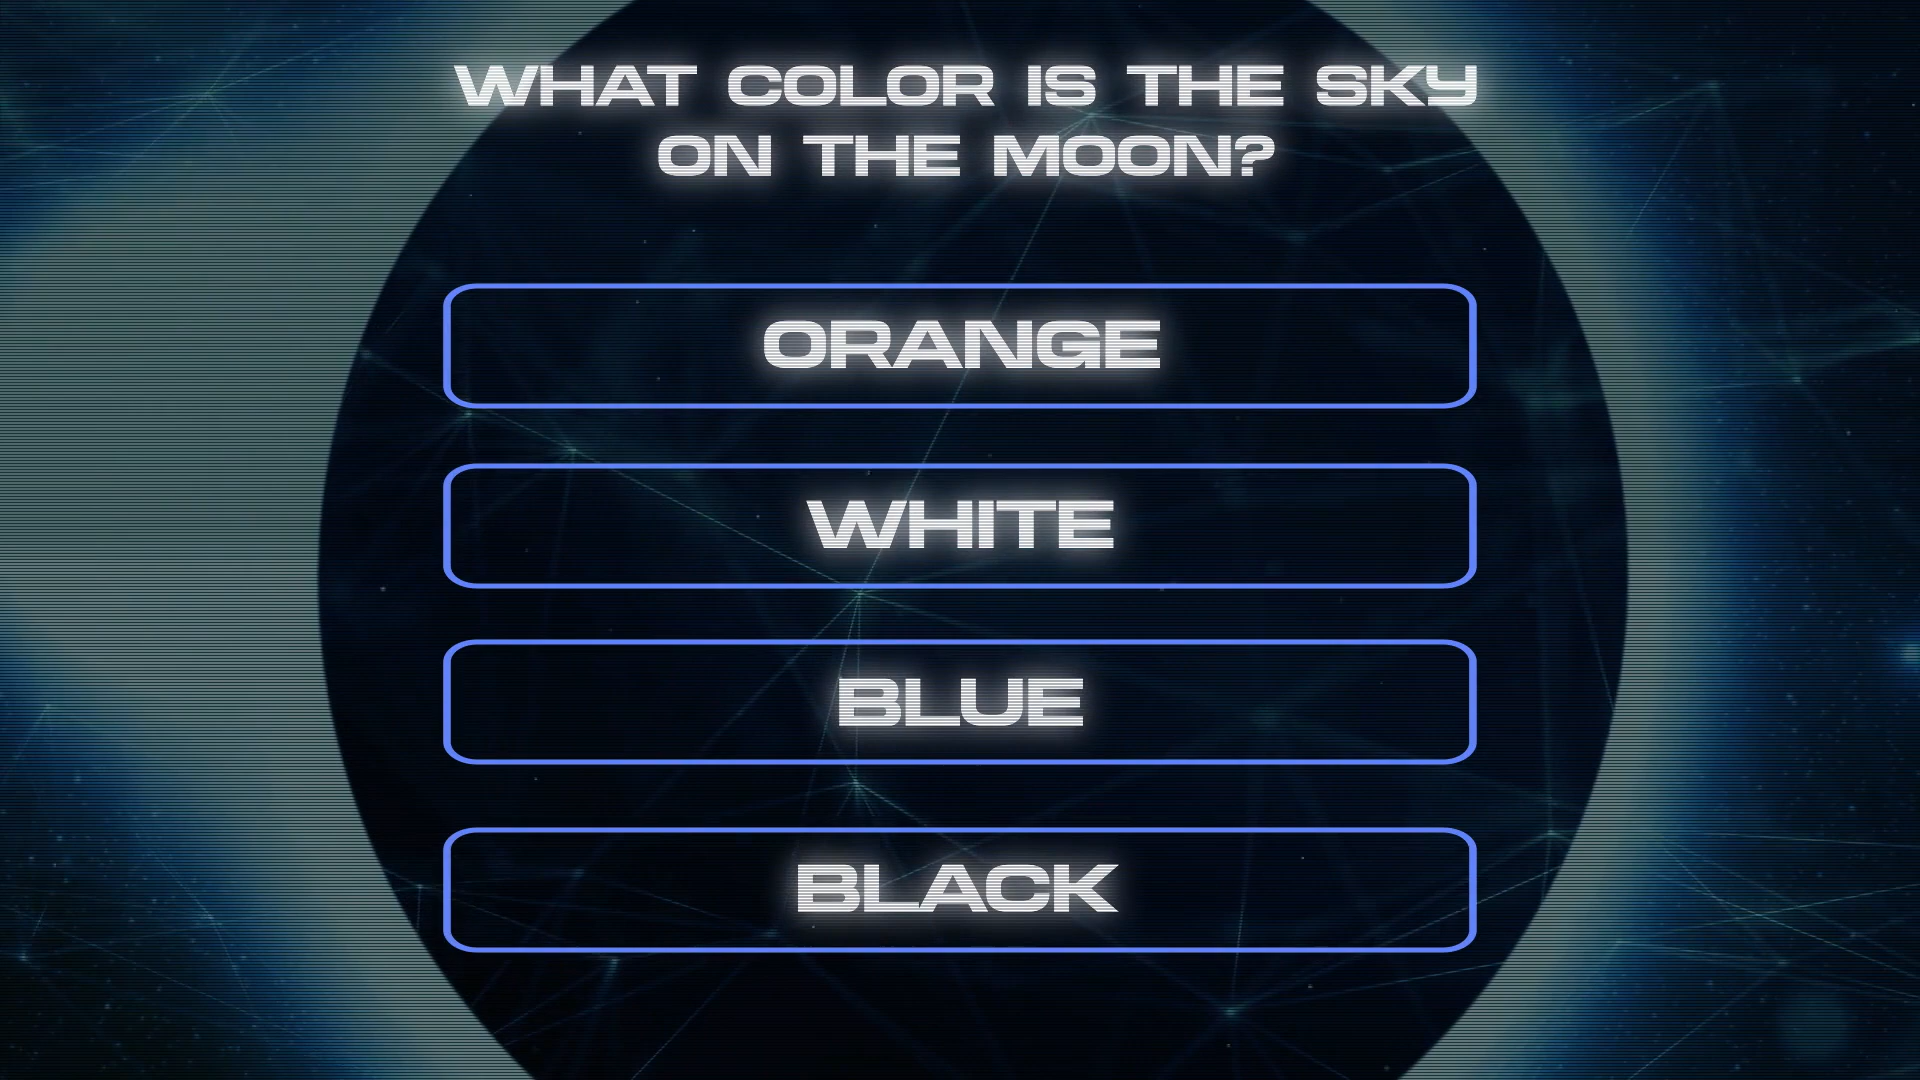 WHAT COLOR IS THE SKY
ON THE MOON?
ORANGE
WHITE
BLUE
BLACK